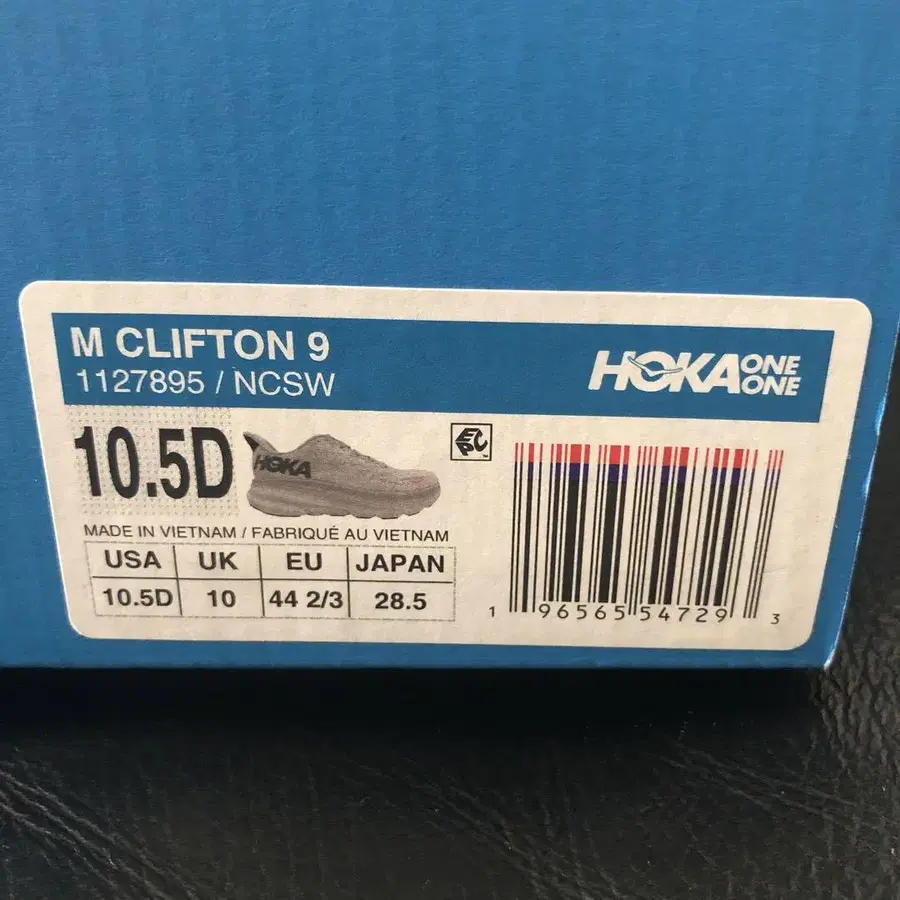 M CLIFTON 9
1127895 / NCSW
HOKA ONE ONE
10.5D
HOKA
EPC
MADE IN VIETNAM / FABRIQUÉ AU VIETNAM
USA UK EU JAPAN
10.5D 10 44 2/3 28.5
1 96565 54729 3